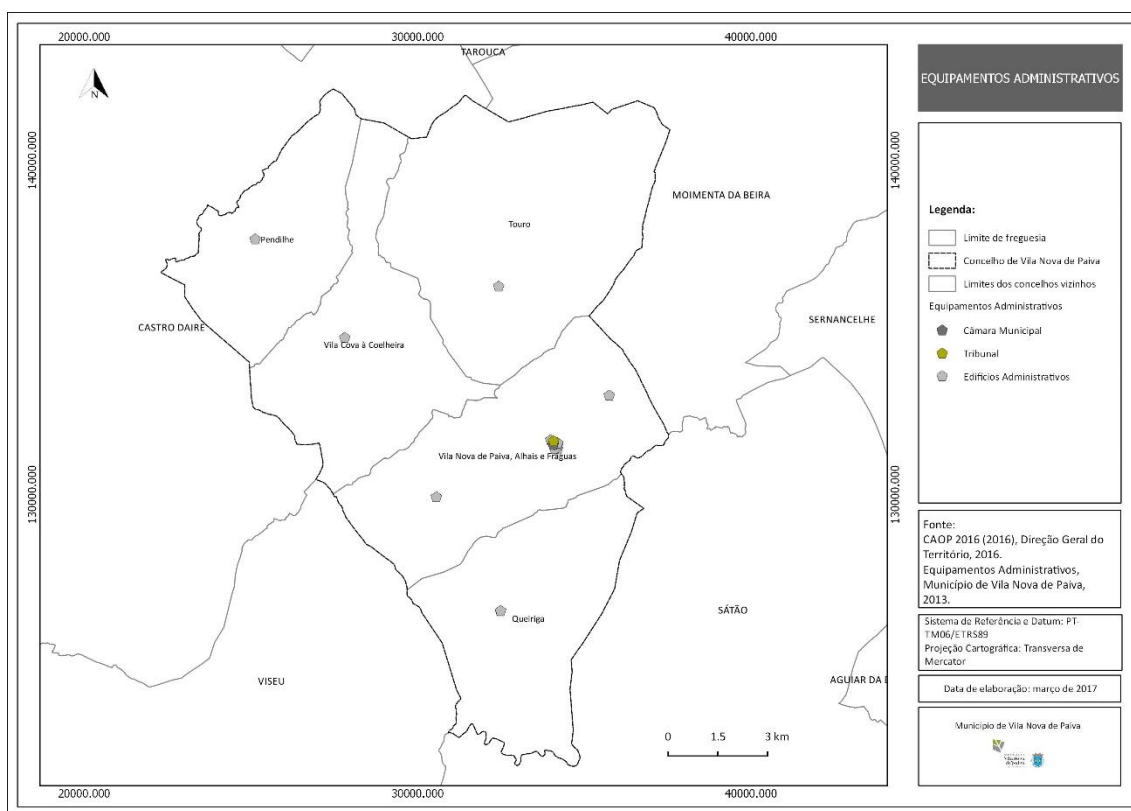 20000.000
30000.000
40000.000
TAROUCA
N
140000.000
140000.000
MOIMENTA DA BEIRA
Touro
Pendilhe
SERNANCELHE
CASTRO DAIRE
Vila Cova à Coelheira
Vila Nova de Paiva, Alhais e Fráguas
130000.000
130000.000
Queiriga
SÁTÃO
VISEU
AGUIAR DA
0 1.5 3 km
20000.000
30000.000
40000.000
EQUIPAMENTOS ADMINISTRATIVOS
Legenda:
Limite de freguesia
Concelho de Vila Nova de Paiva
Limites dos concelhos vizinhos
Equipamentos Administrativos
Câmara Municipal
Tribunal
Edifícios Administrativos
Fonte:
CAOP 2016 (2016), Direção Geral do
Território, 2016.
Equipamentos Administrativos,
Município de Vila Nova de Paiva,
2013.
Sistema de Referência e Datum: PT-
TM06/ETRS89
Projeção Cartográfica: Transversa de
Mercator
Data de elaboração: março de 2017
Município de Vila Nova de Paiva